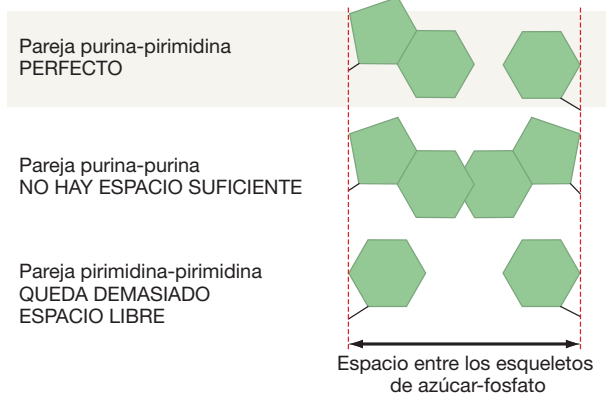 Pareja purina-pirimidina
PERFECTO
Pareja purina-purina
NO HAY ESPACIO SUFICIENTE
Pareja pirimidina-pirimidina
QUEDA DEMASIADO
ESPACIO LIBRE
Espacio entre los esqueletos
de azúcar-fosfato